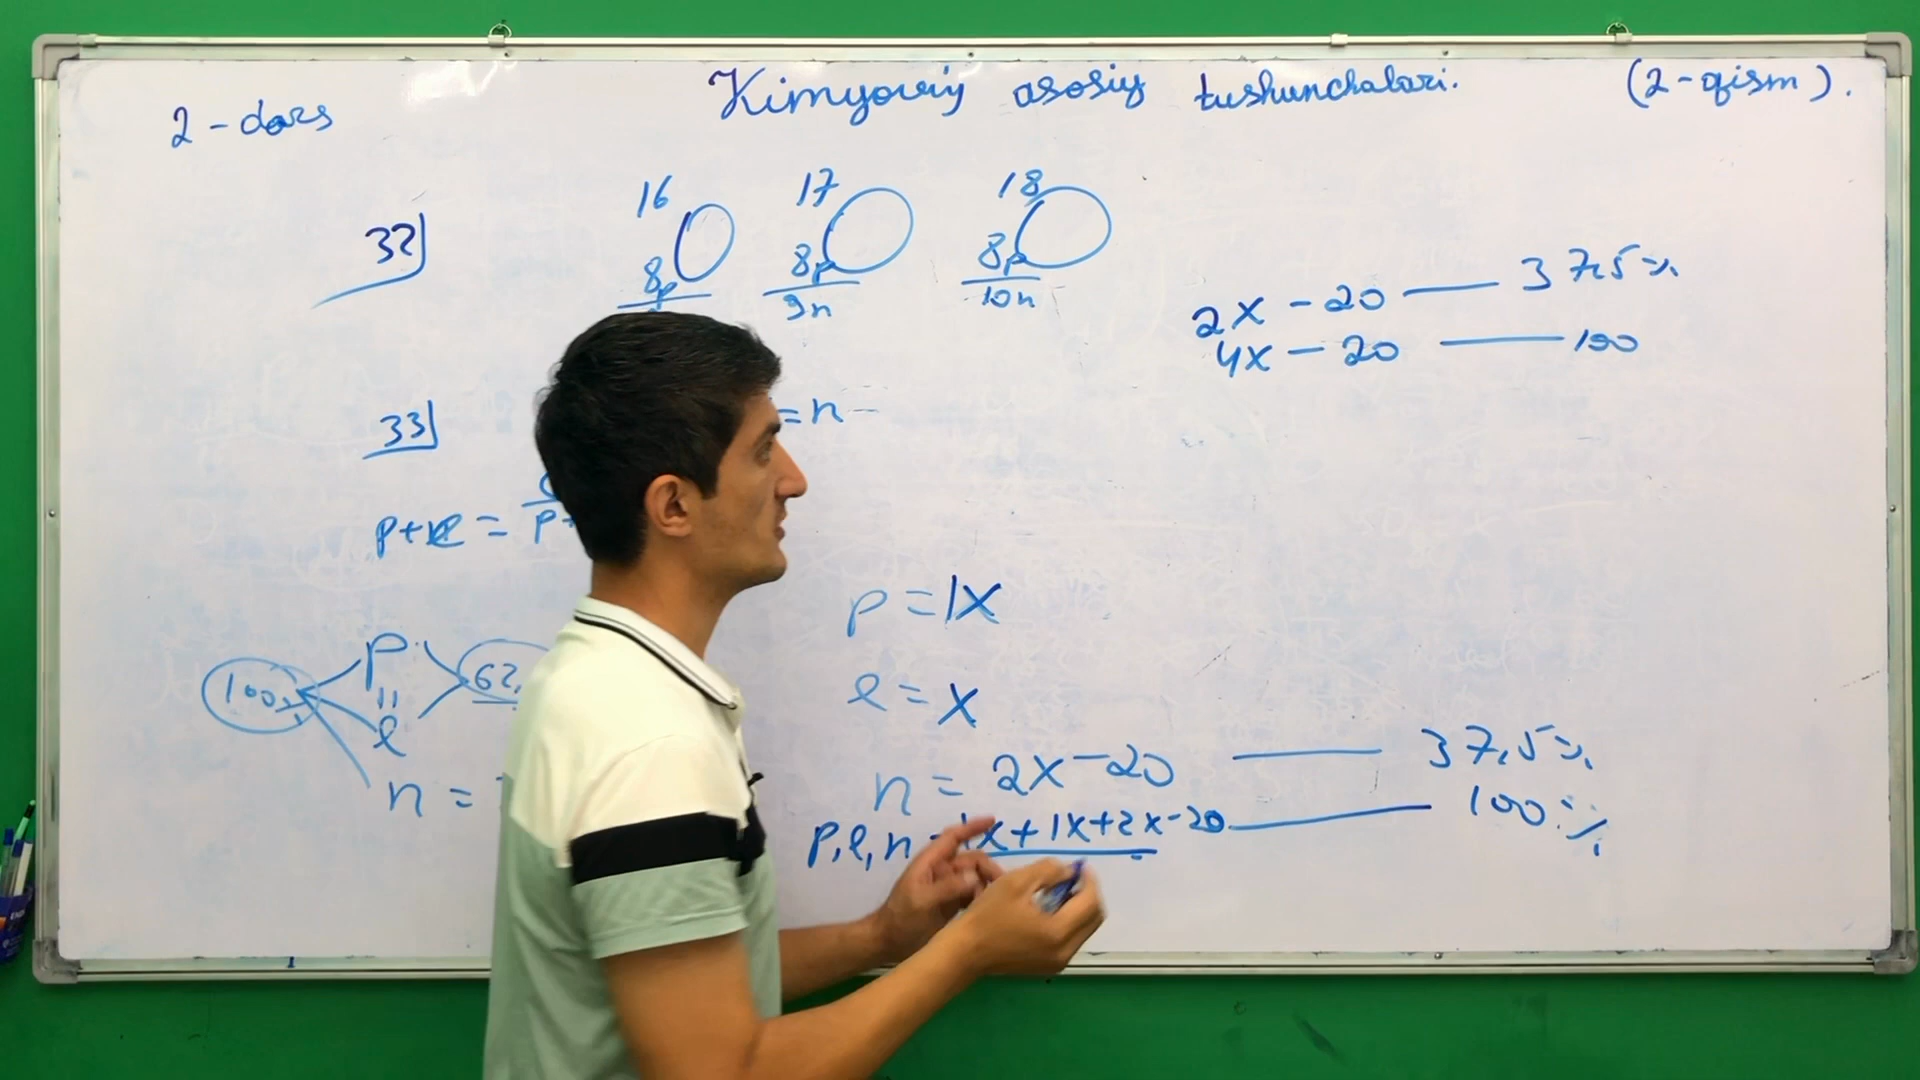 2 - dars
Kimyoviy asosiy tushunchalari. (2-qism).
32
16 O 17 O 18 O
8p 8p 8p
9n 10n
2x - 20 — 37,5%
4x - 20 — 100
33
= n -
p + e =
p = 1x
100%
p
62,
=
e
e = x
n =
n = 2x - 20 — 37,5%
p, e, n = 1x + 1x + 2x - 20 — 100%